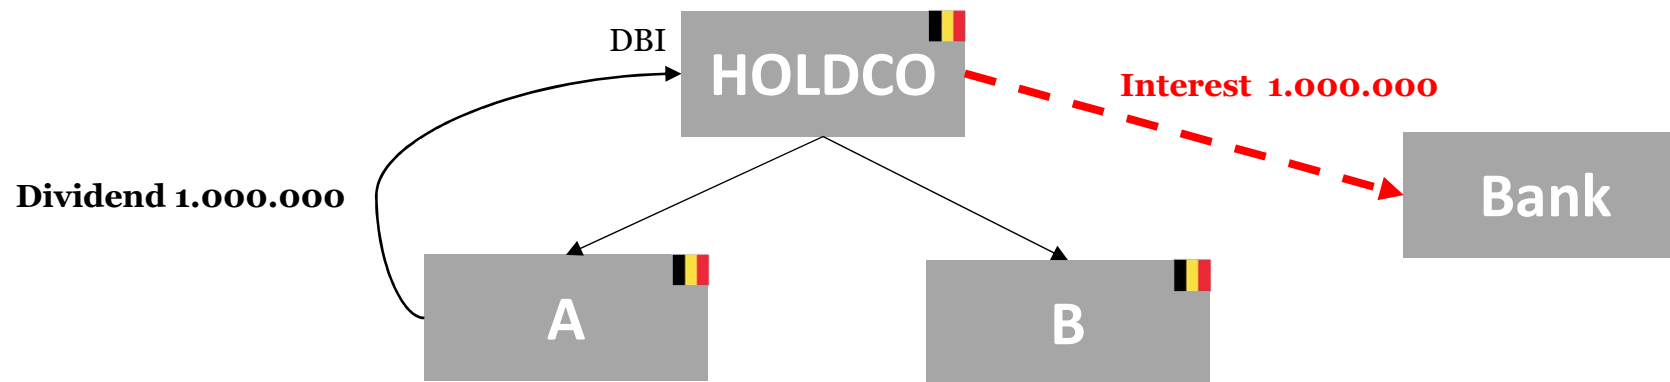 DBI
HOLDCO
Interest 1.000.000
Bank
Dividend 1.000.000
A
B